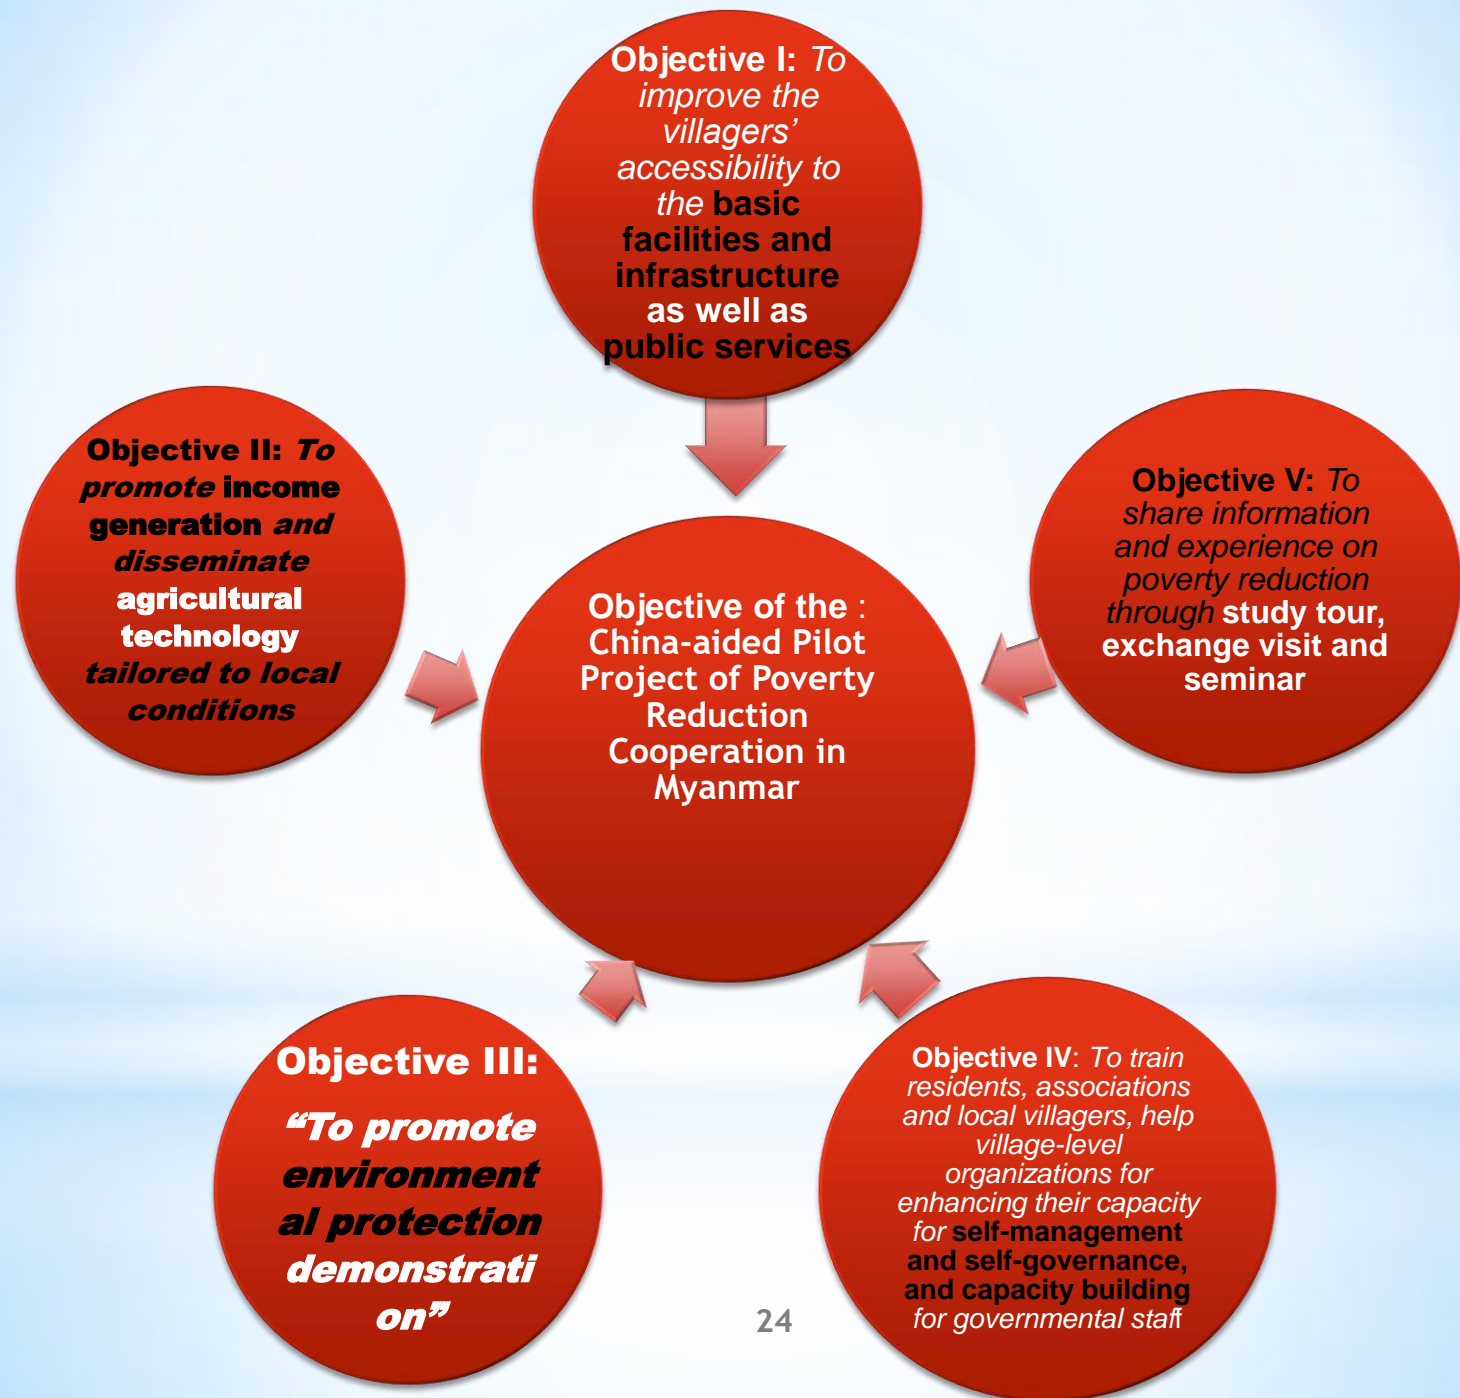 Objective I: To
improve the
villagers’
accessibility to
the basic
facilities and
infrastructure
as well as
public services
Objective II: To
promote income
generation and
disseminate
agricultural
technology
tailored to local
conditions
Objective V: To
share information
and experience on
poverty reduction
through study tour,
exchange visit and
seminar
Objective of the :
China-aided Pilot
Project of Poverty
Reduction
Cooperation in
Myanmar
Objective III:
“To promote
environment
al protection
demonstrati
on”
Objective IV: To train
residents, associations
and local villagers, help
village-level
organizations for
enhancing their capacity
for self-management
and self-governance,
and capacity building
for governmental staff
24